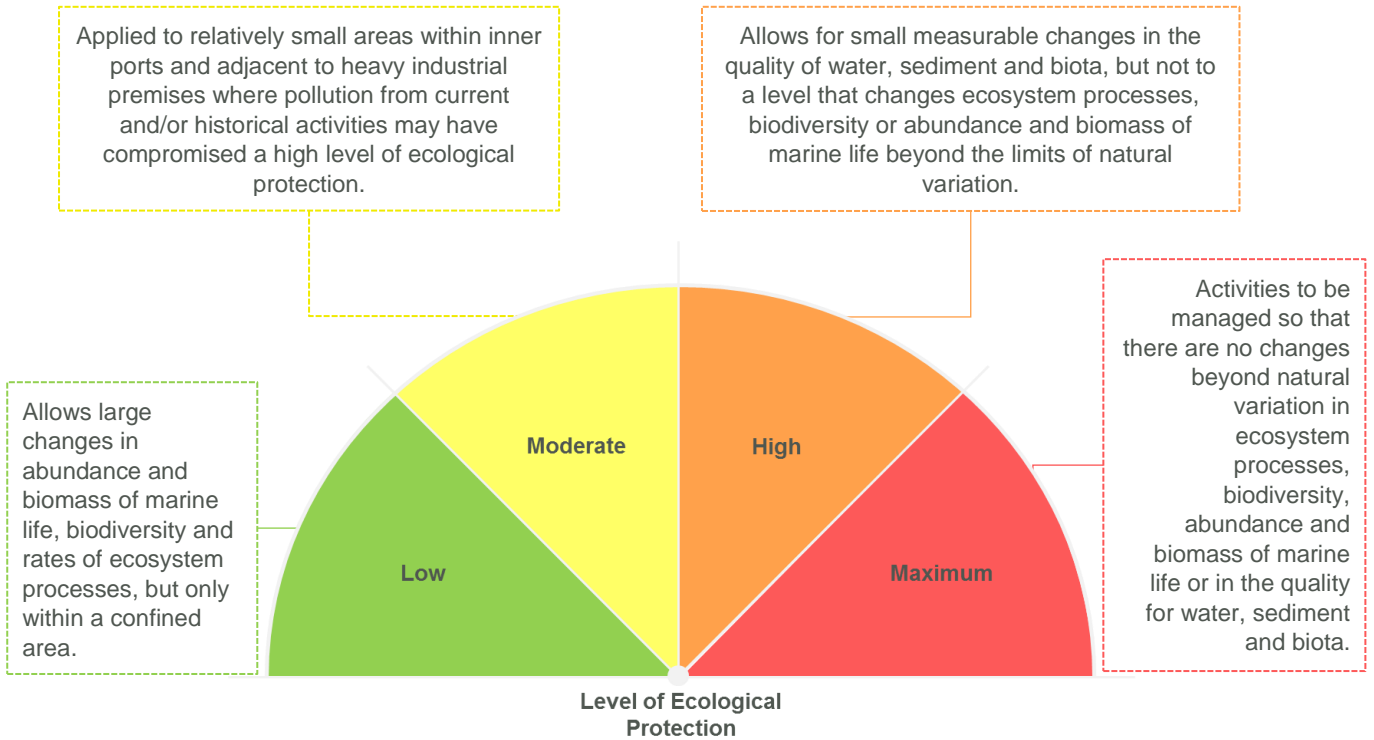 Applied to relatively small areas within inner
ports and adjacent to heavy industrial
premises where pollution from current
and/or historical activities may have
compromised a high level of ecological
protection.
Allows for small measurable changes in the
quality of water, sediment and biota, but not to
a level that changes ecosystem processes,
biodiversity or abundance and biomass of
marine life beyond the limits of natural
variation.
Allows large
changes in
abundance and
biomass of marine
life, biodiversity and
rates of ecosystem
processes, but only
within a confined
area.
Activities to be
managed so that
there are no changes
beyond natural
variation in
ecosystem
processes,
biodiversity,
abundance and
biomass of marine
life or in the quality
for water, sediment
and biota.
Low
Moderate
High
Maximum
Level of Ecological
Protection